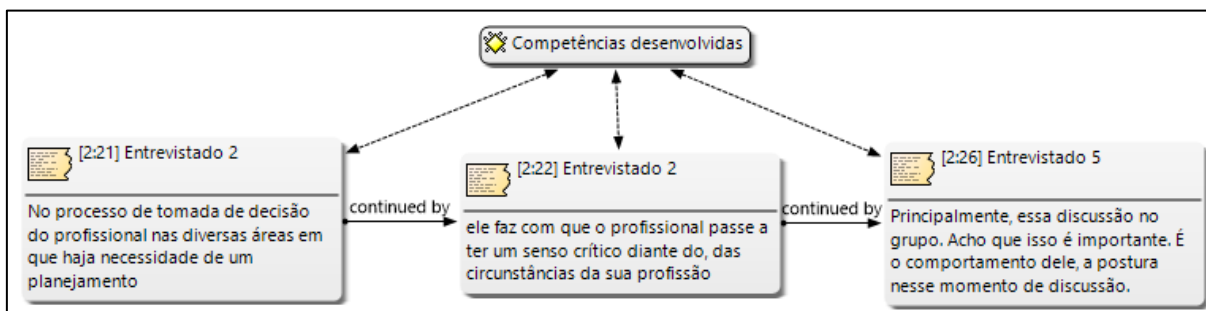 Competências desenvolvidas
[2:21] Entrevistado 2
No processo de tomada de decisão
do profissional nas diversas áreas em
que haja necessidade de um
planejamento
continued by
[2:22] Entrevistado 2
ele faz com que o profissional passe a
ter um senso crítico diante do, das
circunstâncias da sua profissão
continued by
[2:26] Entrevistado 5
Principalmente, essa discussão no
grupo. Acho que isso é importante. É
o comportamento dele, a postura
nesse momento de discussão.